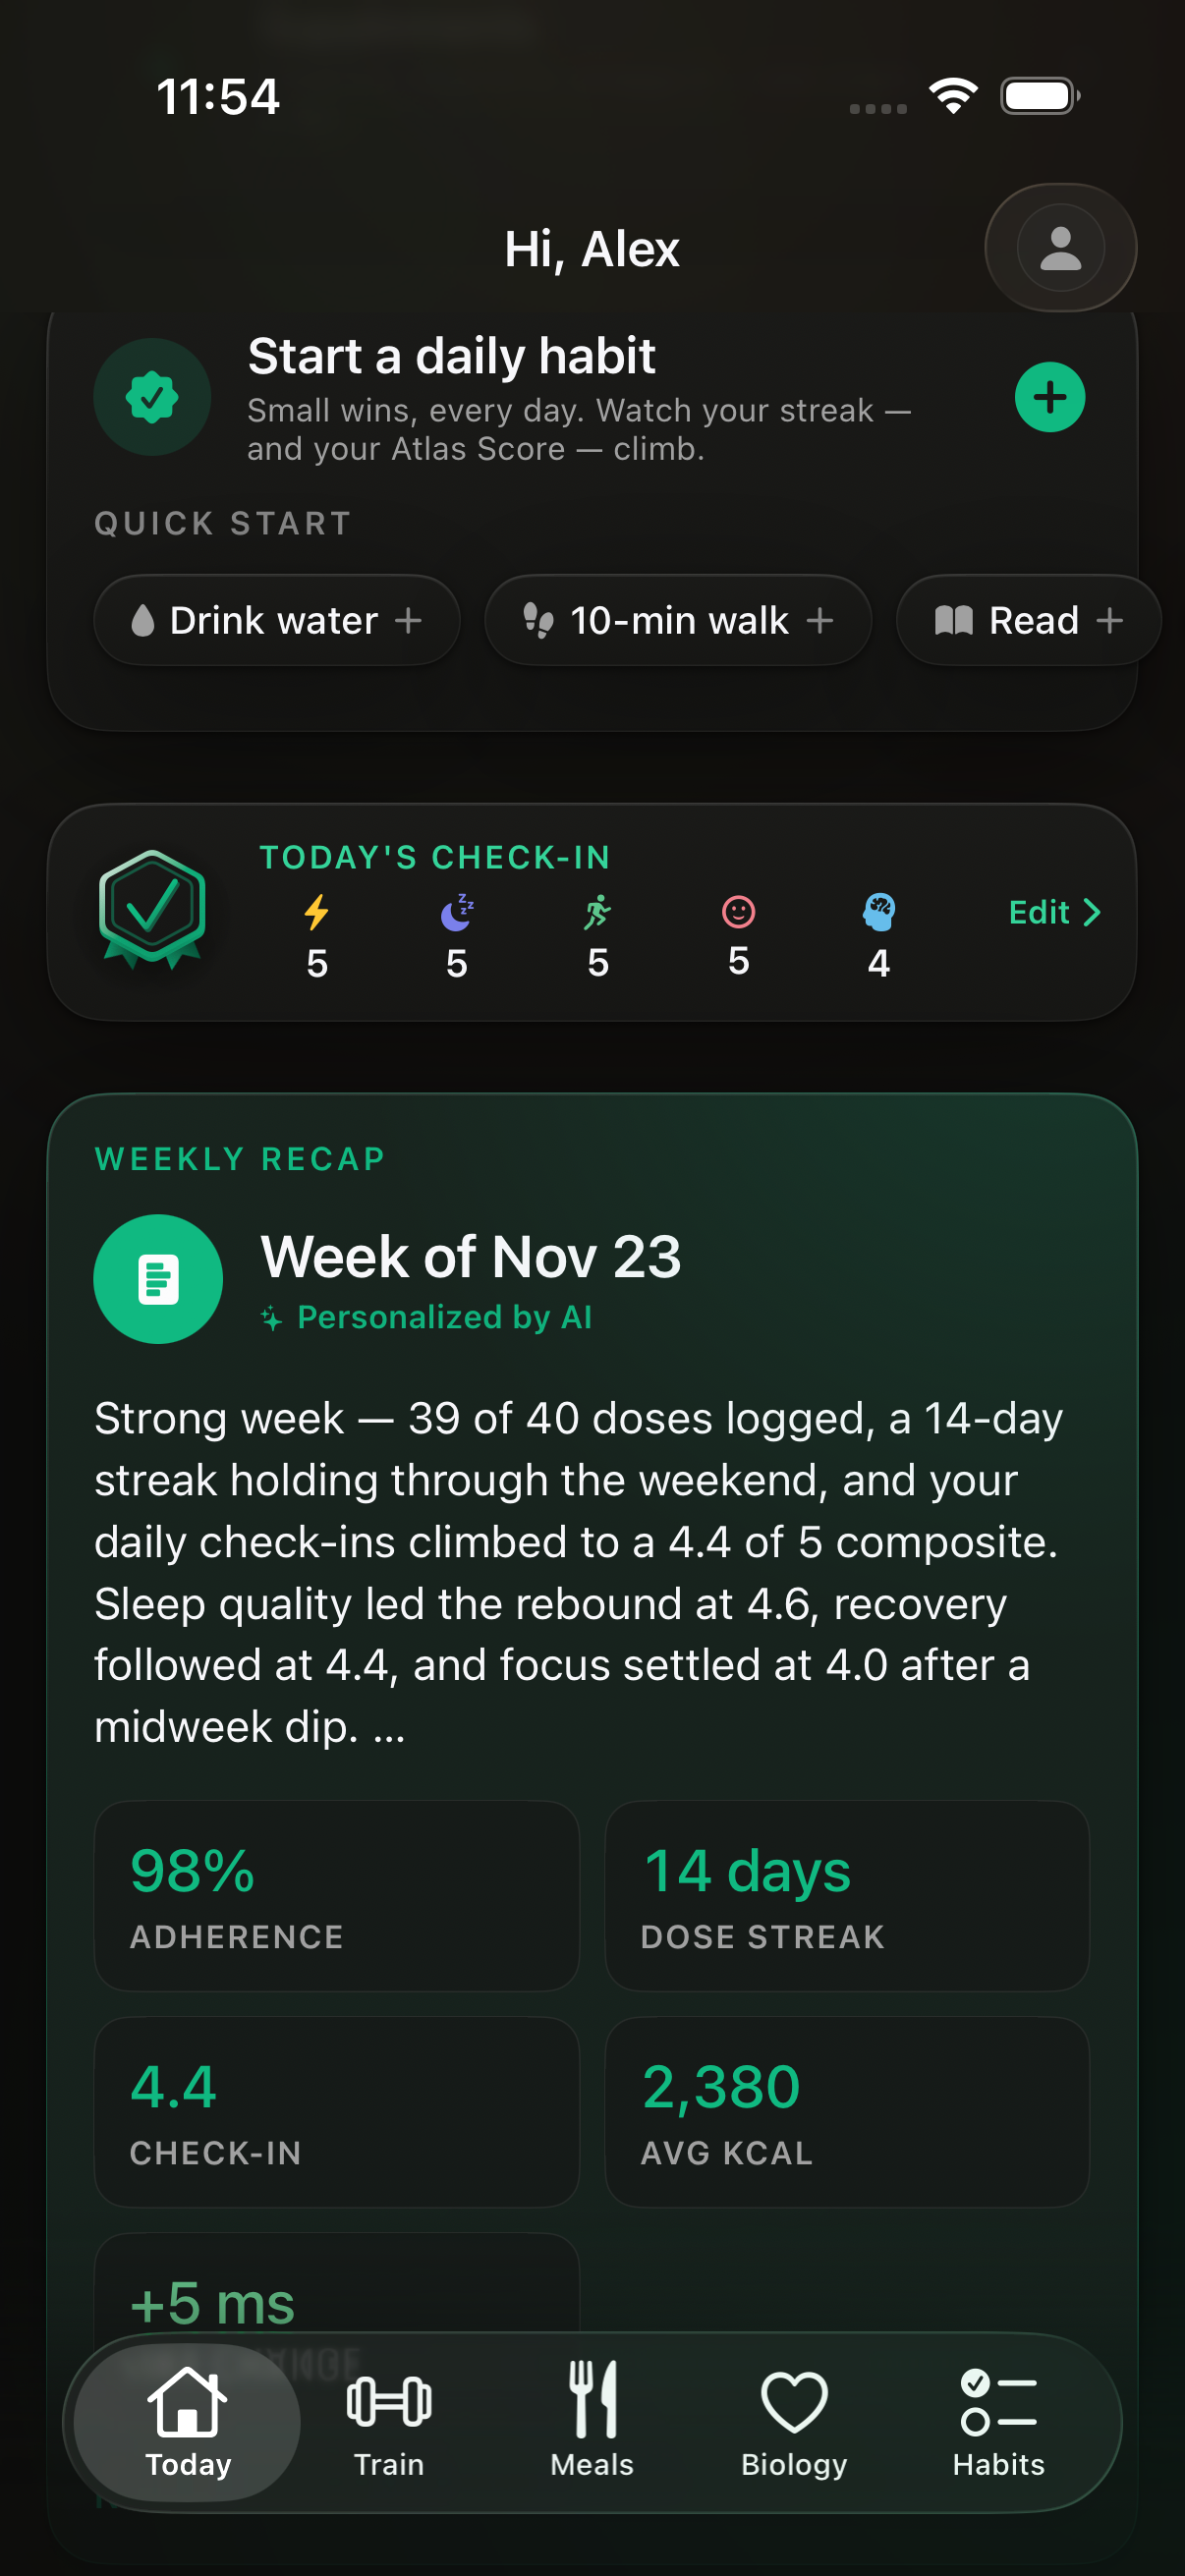 11:54
Hi, Alex
Start a daily habit
Small wins, every day. Watch your streak —
and your Atlas Score — climb.
QUICK START
Drink water +
10-min walk +
Read +
TODAY'S CHECK-IN
5 5 5 5 4
Edit
WEEKLY RECAP
Week of Nov 23
Personalized by AI
Strong week — 39 of 40 doses logged, a 14-day
streak holding through the weekend, and your
daily check-ins climbed to a 4.4 of 5 composite.
Sleep quality led the rebound at 4.6, recovery
followed at 4.4, and focus settled at 4.0 after a
midweek dip. ...
98%
ADHERENCE
14 days
DOSE STREAK
4.4
CHECK-IN
2,380
AVG KCAL
+5 ms
Today
Train
Meals
Biology
Habits